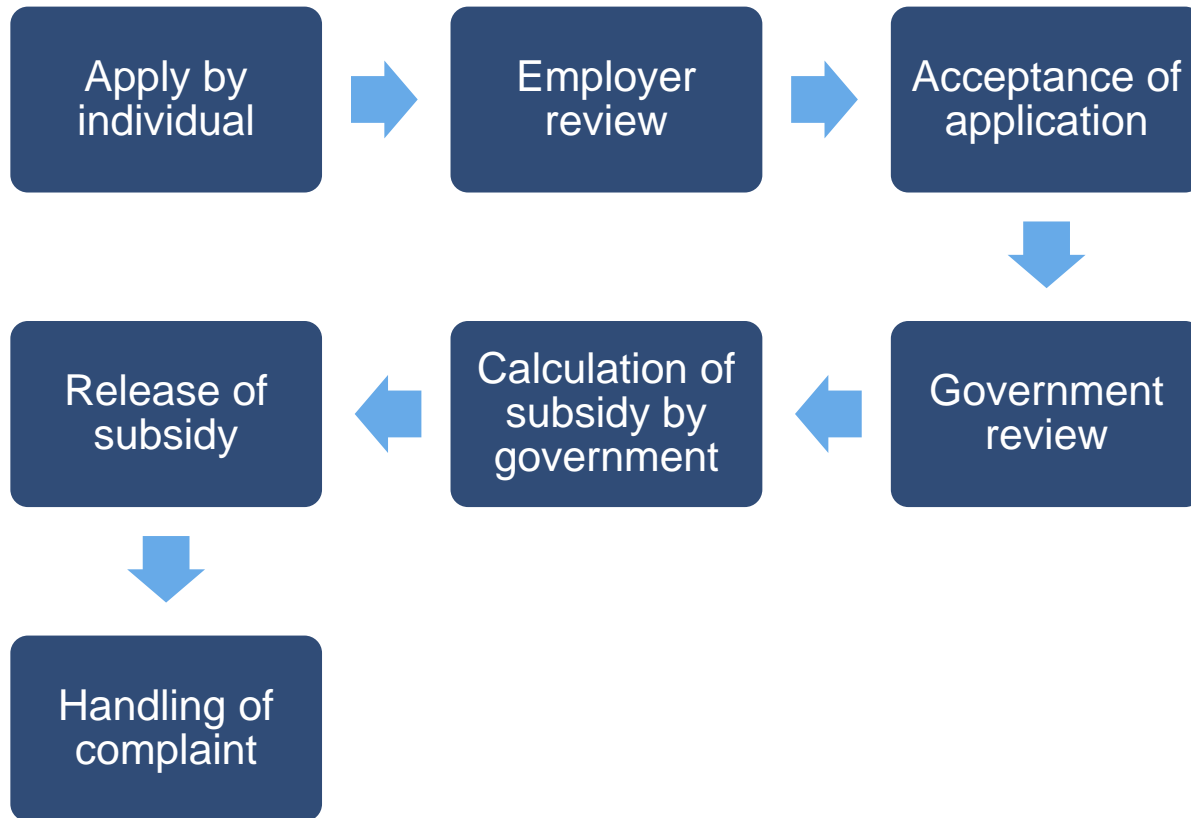 Apply by
individual
Employer
review
Acceptance of
application
Government
review
Calculation of
subsidy by
government
Release of
subsidy
Handling of
complaint